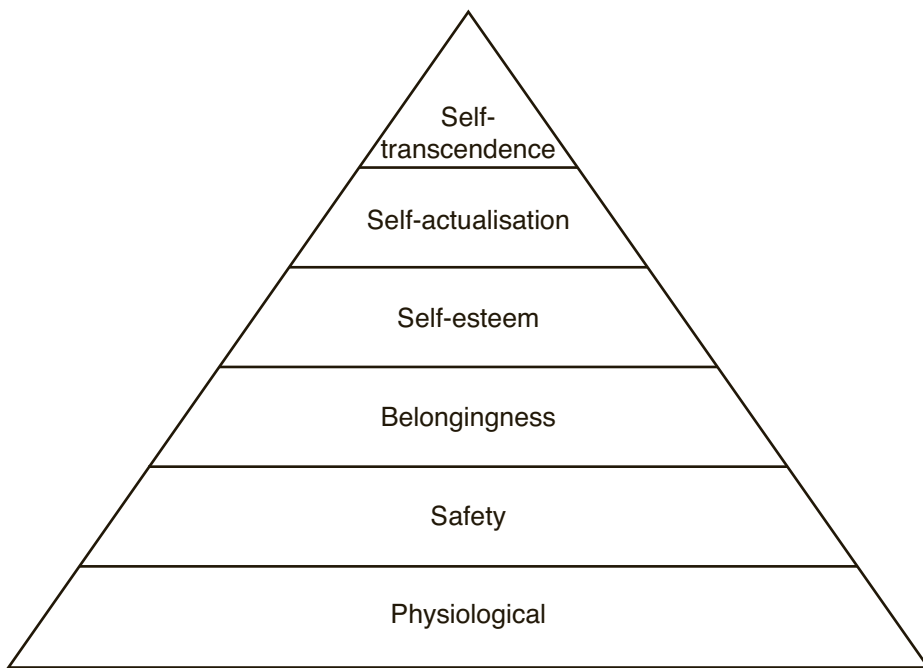 Self-
transcendence
Self-actualisation
Self-esteem
Belongingness
Safety
Physiological